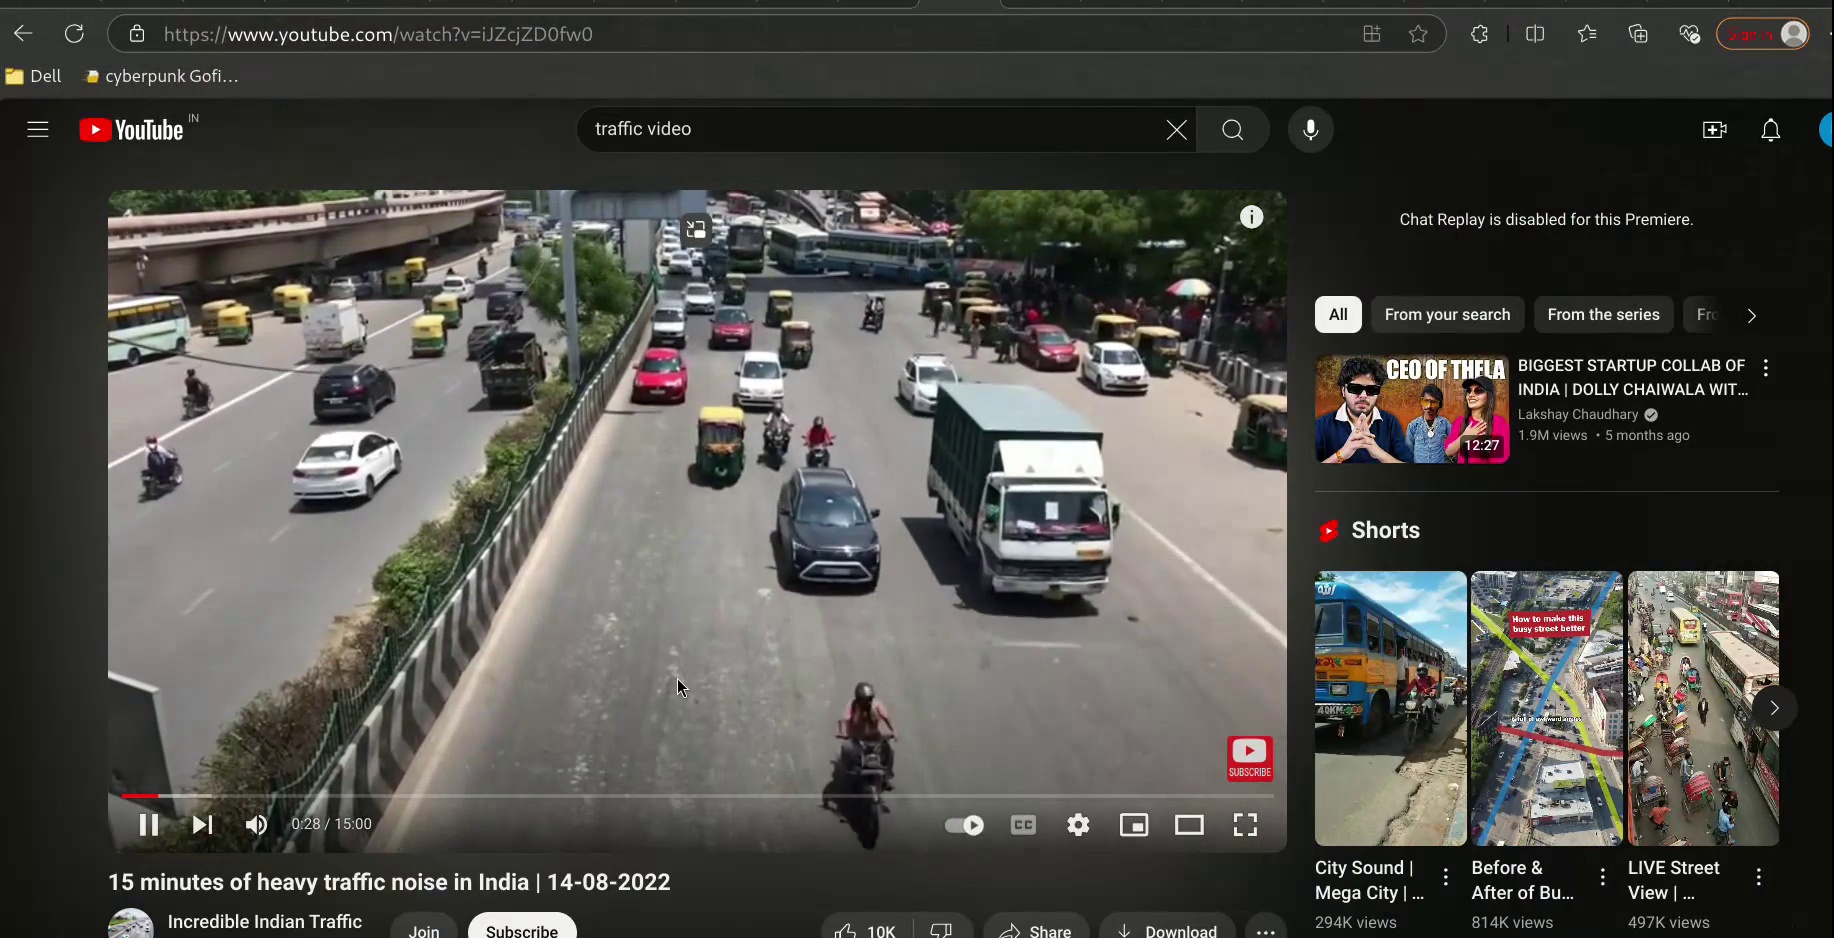 https://www.youtube.com/watch?v=iJZcjZD0fw0
Sign in
Dell
cyberpunk Gofi...
YouTube IN
traffic video
Chat Replay is disabled for this Premiere.
All
From your search
From the series
Fro
CEO OF THELA
12:27
BIGGEST STARTUP COLLAB OF
INDIA | DOLLY CHAIWALA WIT...
Lakshay Chaudhary
1.9M views • 5 months ago
SUBSCRIBE
0:28 / 15:00
CC
Shorts
40KM
How to make this
busy street better
City Sound |
Mega City | ...
294K views
Before &
After of Bu...
814K views
LIVE Street
View | ...
497K views
15 minutes of heavy traffic noise in India | 14-08-2022
Incredible Indian Traffic
Join
Subscribe
10K
Share
Download